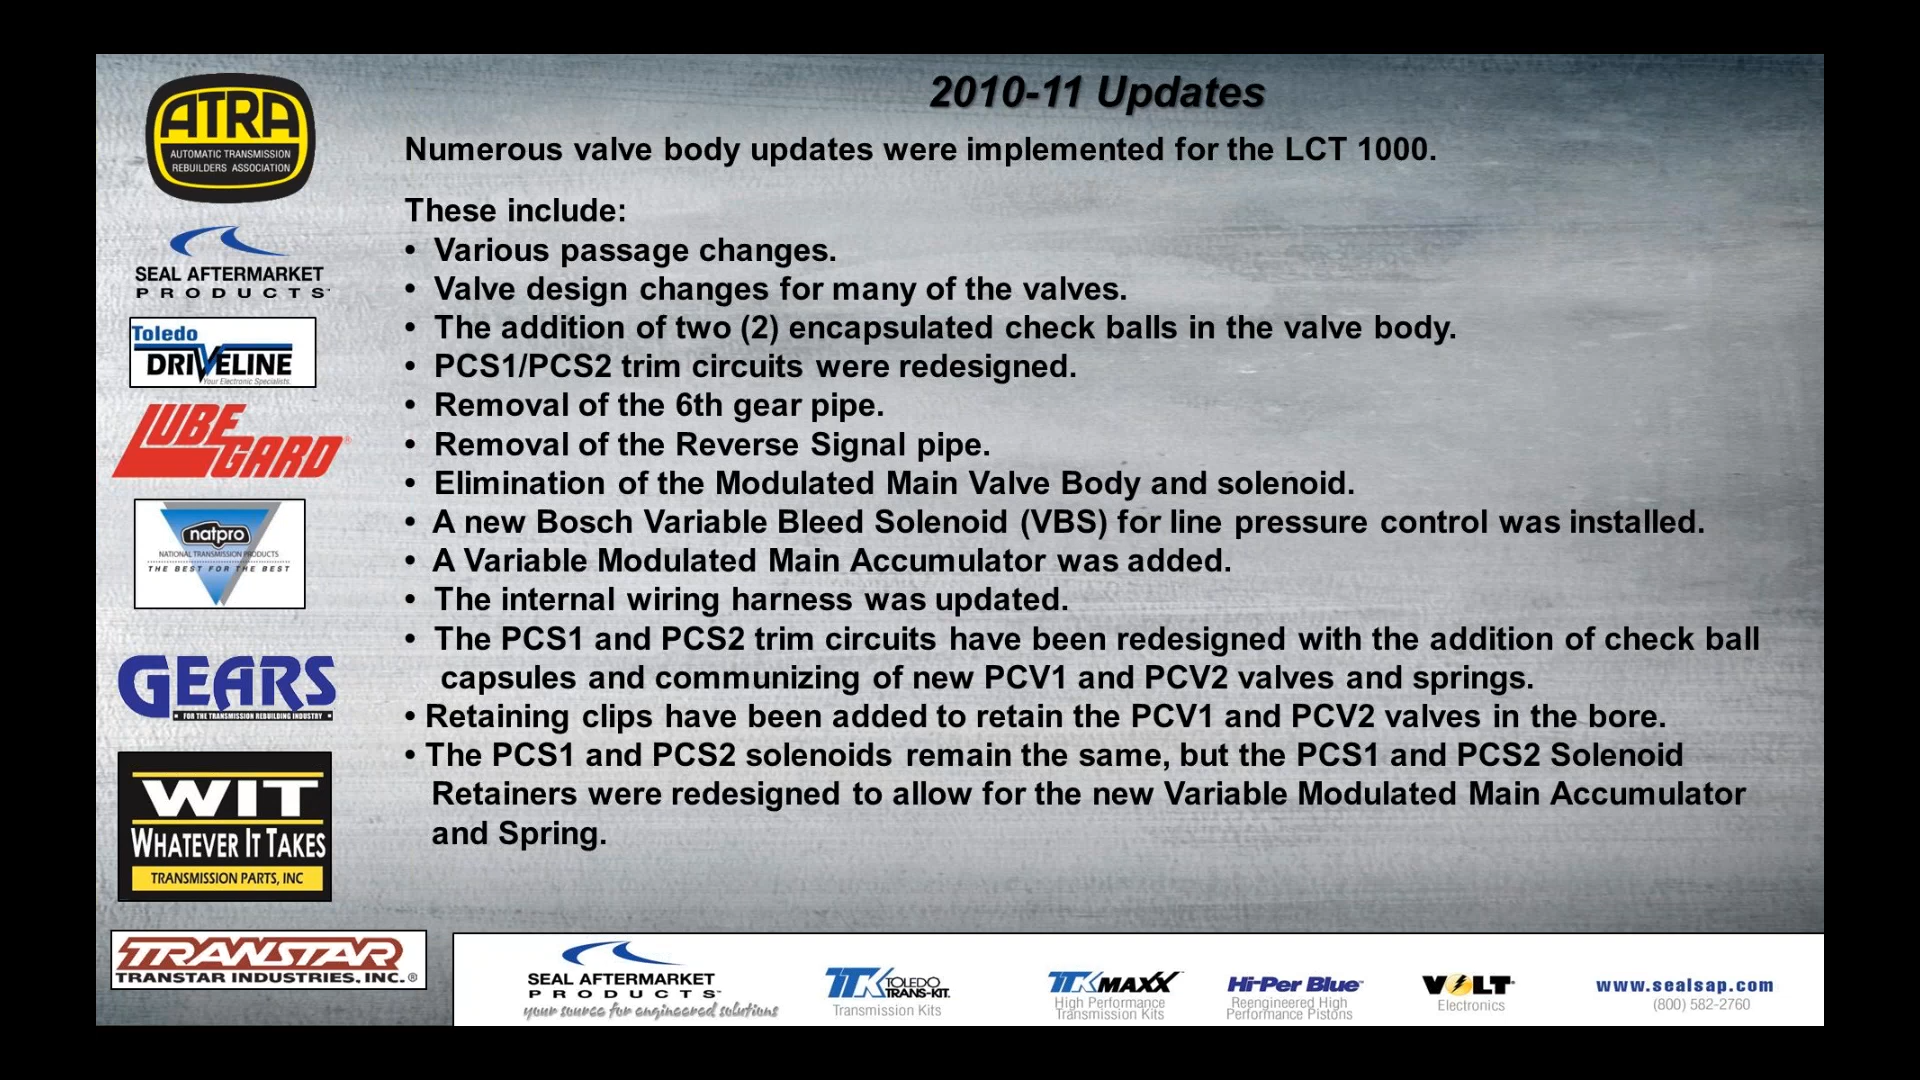 2010-11 Updates
ATRA
AUTOMATIC TRANSMISSION
REBUILDERS ASSOCIATION
Numerous valve body updates were implemented for the LCT 1000.
These include:
• Various passage changes.
• Valve design changes for many of the valves.
• The addition of two (2) encapsulated check balls in the valve body.
• PCS1/PCS2 trim circuits were redesigned.
• Removal of the 6th gear pipe.
• Removal of the Reverse Signal pipe.
• Elimination of the Modulated Main Valve Body and solenoid.
• A new Bosch Variable Bleed Solenoid (VBS) for line pressure control was installed.
• A Variable Modulated Main Accumulator was added.
• The internal wiring harness was updated.
• The PCS1 and PCS2 trim circuits have been redesigned with the addition of check ball
capsules and communizing of new PCV1 and PCV2 valves and springs.
• Retaining clips have been added to retain the PCV1 and PCV2 valves in the bore.
• The PCS1 and PCS2 solenoids remain the same, but the PCS1 and PCS2 Solenoid
Retainers were redesigned to allow for the new Variable Modulated Main Accumulator
and Spring.
SEAL AFTERMARKET
PRODUCTS™
Toledo
DRIVELINE
Your Electronic Specialists.
LUBE
GARD®
natpro
NATIONAL TRANSMISSION PRODUCTS
THE BEST FOR THE BEST
GEARS
FOR THE TRANSMISSION REBUILDING INDUSTRY
WIT
WHATEVER IT TAKES
TRANSMISSION PARTS, INC
TRANSTAR
TRANSTAR INDUSTRIES, INC.®
SEAL AFTERMARKET
PRODUCTS™
your source for engineered solutions
TTK TOLEDO
TRANS-KIT.
Transmission Kits
TTK MAXX
High Performance
Transmission Kits
Hi-Per Blue™
Reengineered High
Performance Pistons
VOLT
Electronics
www.sealsap.com
(800) 582-2760